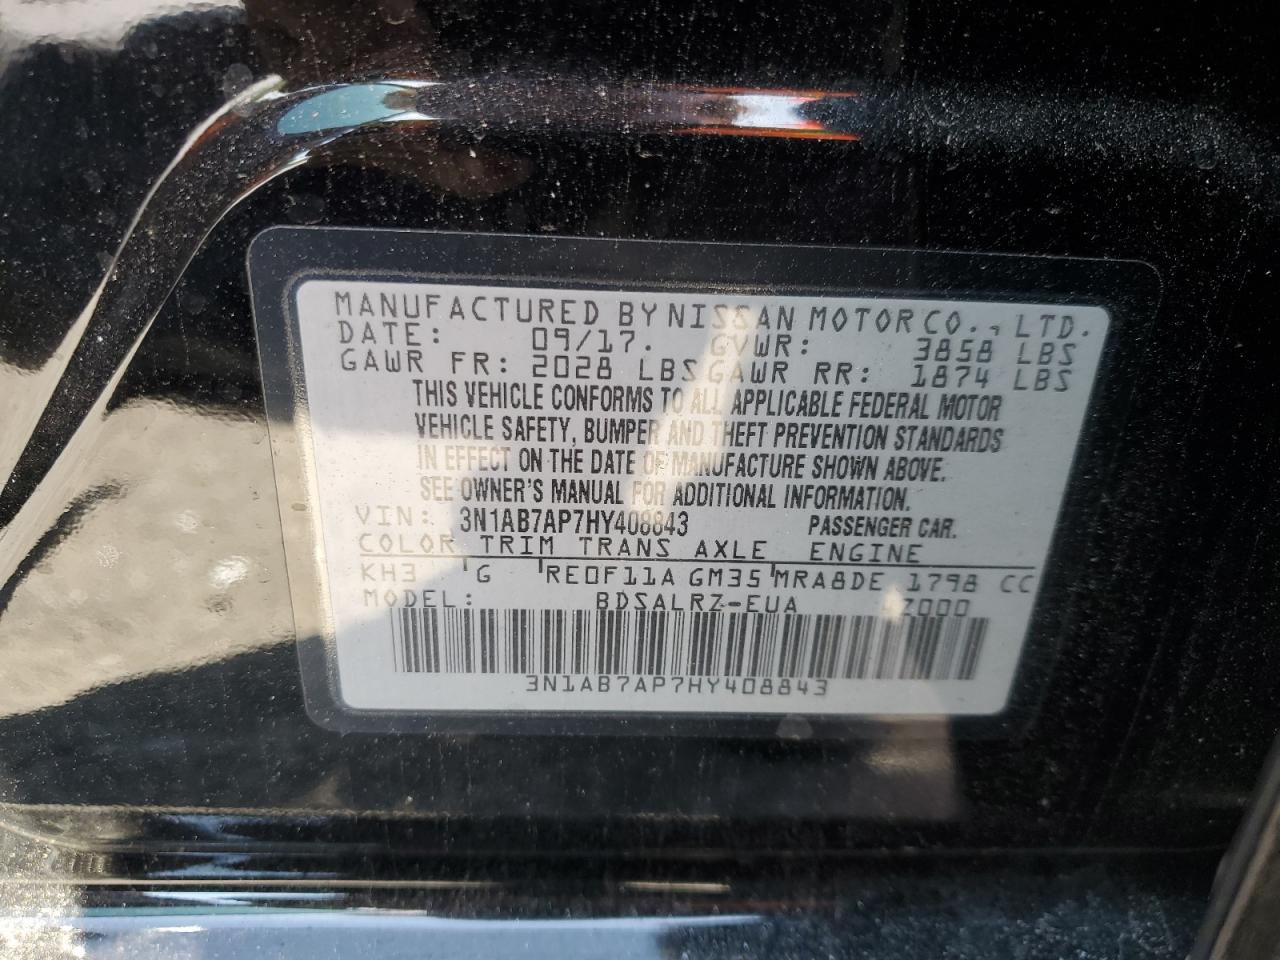 MANUFACTURED BY NISSAN MOTOR CO., LTD.
DATE: 09/17. GVWR: 3858 LBS
GAWR FR: 2028 LBS GAWR RR: 1874 LBS
THIS VEHICLE CONFORMS TO ALL APPLICABLE FEDERAL MOTOR
VEHICLE SAFETY, BUMPER AND THEFT PREVENTION STANDARDS
IN EFFECT ON THE DATE OF MANUFACTURE SHOWN ABOVE.
SEE OWNER'S MANUAL FOR ADDITIONAL INFORMATION.
VIN: 3N1AB7AP7HY408843 PASSENGER CAR.
COLOR TRIM TRANS AXLE ENGINE
KH3 G RE0F11A GM35 MRA8DE 1798 CC
MODEL: BDSALRZ-EUA Z000
3N1AB7AP7HY408843